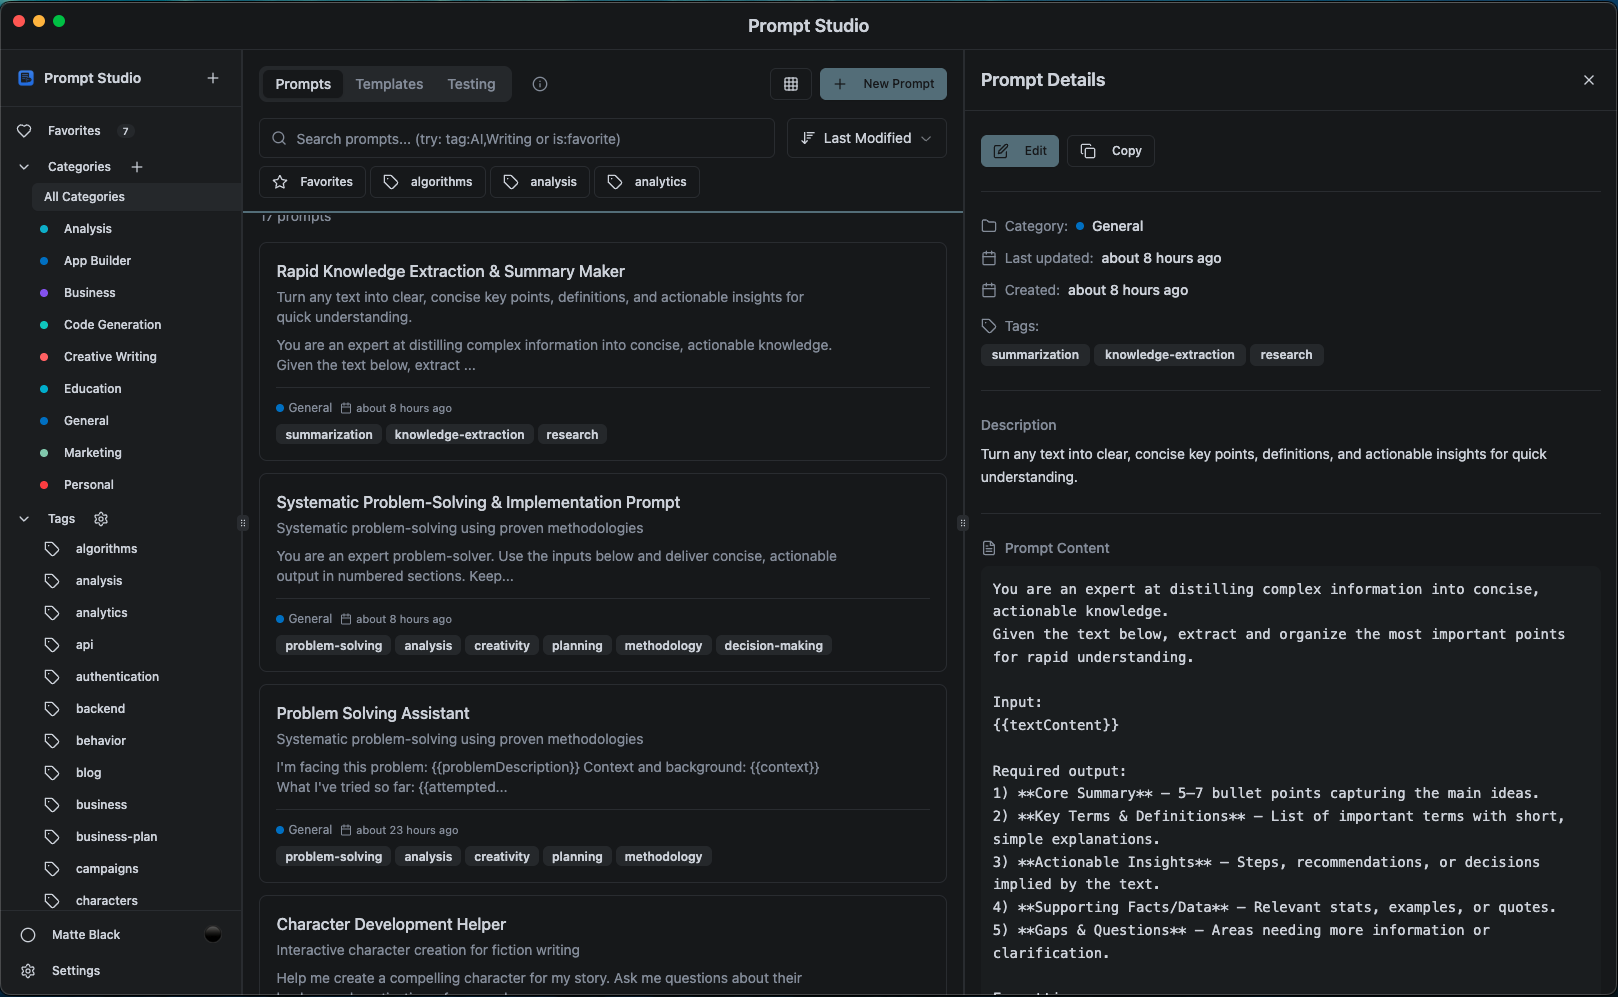 Prompt Studio
Prompt Studio
Favorites 7
Categories
All Categories
Analysis
App Builder
Business
Code Generation
Creative Writing
Education
General
Marketing
Personal
Tags
algorithms
analysis
analytics
api
authentication
backend
behavior
blog
business
business-plan
campaigns
characters
Matte Black
Settings
Prompts Templates Testing
New Prompt
Search prompts... (try: tag:AI,Writing or is:favorite)
Last Modified
Favorites algorithms analysis analytics
17 prompts
Rapid Knowledge Extraction & Summary Maker
Turn any text into clear, concise key points, definitions, and actionable insights for
quick understanding.
You are an expert at distilling complex information into concise, actionable knowledge.
Given the text below, extract ...
General about 8 hours ago
summarization knowledge-extraction research
Systematic Problem-Solving & Implementation Prompt
Systematic problem-solving using proven methodologies
You are an expert problem-solver. Use the inputs below and deliver concise, actionable
output in numbered sections. Keep...
General about 8 hours ago
problem-solving analysis creativity planning methodology decision-making
Problem Solving Assistant
Systematic problem-solving using proven methodologies
I'm facing this problem: {{problemDescription}} Context and background: {{context}}
What I've tried so far: {{attempted...
General about 23 hours ago
problem-solving analysis creativity planning methodology
Character Development Helper
Interactive character creation for fiction writing
Help me create a compelling character for my story. Ask me questions about their
Prompt Details
Edit Copy
Category: General
Last updated: about 8 hours ago
Created: about 8 hours ago
Tags:
summarization knowledge-extraction research
Description
Turn any text into clear, concise key points, definitions, and actionable insights for quick
understanding.
Prompt Content
You are an expert at distilling complex information into concise,
actionable knowledge.
Given the text below, extract and organize the most important points
for rapid understanding.
Input:
{{textContent}}
Required output:
1) **Core Summary** — 5–7 bullet points capturing the main ideas.
2) **Key Terms & Definitions** — List of important terms with short,
simple explanations.
3) **Actionable Insights** — Steps, recommendations, or decisions
implied by the text.
4) **Supporting Facts/Data** — Relevant stats, examples, or quotes.
5) **Gaps & Questions** — Areas needing more information or
clarification.